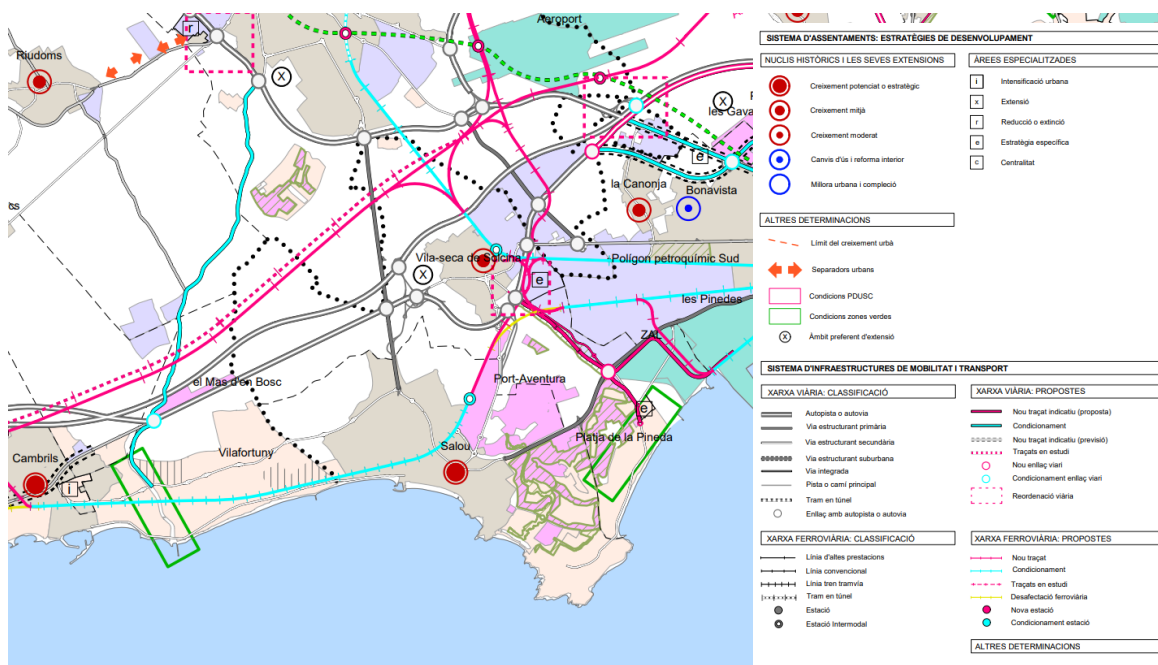 Aeroport
r
Riudoms
X
X
les Gava
e
la Canonja
Bonavista
Vila-seca de Solcina
Polígon petroquímic Sud
X
e
les Pinedes
ZAL
el Mas d'en Bosc
Port-Aventura
e
Platja de la Pineda
Salou
Vilafortuny
Cambrils
i
SISTEMA D'ASSENTAMENTS: ESTRATÈGIES DE DESENVOLUPAMENT
NUCLIS HISTÒRICS I LES SEVES EXTENSIONS
Creixement potenciat o estratègic
Creixement mitjà
Creixement moderat
Canvis d'ús i reforma interior
Millora urbana i compleció
ÀREES ESPECIALITZADES
i Intensificació urbana
x Extensió
r Reducció o extinció
e Estratègia específica
c Centralitat
ALTRES DETERMINACIONS
Límit del creixement urbà
Separadors urbans
Condicions PDUSC
Condicions zones verdes
X Àmbit preferent d'extensió
SISTEMA D'INFRAESTRUCTURES DE MOBILITAT I TRANSPORT
XARXA VIÀRIA: CLASSIFICACIÓ
Autopista o autovia
Via estructurant primària
Via estructurant secundària
Via estructurant suburbana
Via integrada
Pista o camí principal
Tram en túnel
Enllaç amb autopista o autovia
XARXA VIÀRIA: PROPOSTES
Nou traçat indicatiu (proposta)
Condicionament
Nou traçat indicatiu (previsió)
Traçats en estudi
Nou enllaç viari
Condicionament enllaç viari
Reordenació viària
XARXA FERROVIÀRIA: CLASSIFICACIÓ
Línia d'altes prestacions
Línia convencional
Línia tren tramvia
Tram en túnel
Estació
Estació Intermodal
XARXA FERROVIÀRIA: PROPOSTES
Nou traçat
Condicionament
Traçats en estudi
Desafectació ferroviària
Nova estació
Condicionament estació
ALTRES DETERMINACIONS